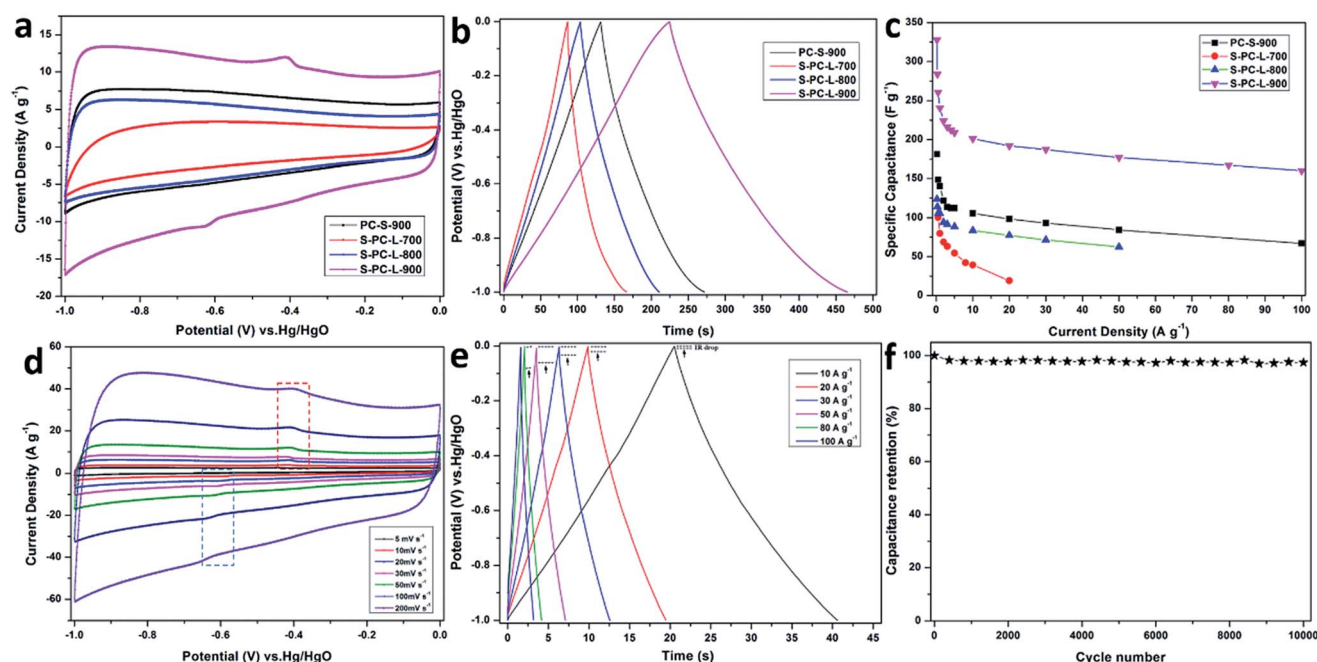 a
15
10
5
0
-5
-10
-15
-20
Current Density (A g-1)
PC-S-900
S-PC-L-700
S-PC-L-800
S-PC-L-900
-1.0 -0.8 -0.6 -0.4 -0.2 0.0
Potential (V) vs.Hg/HgO
b
0.0
-0.2
-0.4
-0.6
-0.8
-1.0
Potential (V) vs.Hg/HgO
PC-S-900
S-PC-L-700
S-PC-L-800
S-PC-L-900
0 50 100 150 200 250 300 350 400 450 500
Time (s)
c
350
300
250
200
150
100
50
0
Specific Capacitance (F g-1)
PC-S-900
S-PC-L-700
S-PC-L-800
S-PC-L-900
0 10 20 30 40 50 60 70 80 90 100
Current Density (A g-1)
d
60
40
20
0
-20
-40
-60
Current Density (A g-1)
5 mV s-1
10mV s-1
20mV s-1
30mV s-1
50mV s-1
100mV s-1
200mV s-1
-1.0 -0.8 -0.6 -0.4 -0.2 0.0
Potential (V) vs.Hg/HgO
e
0.0
-0.2
-0.4
-0.6
-0.8
-1.0
Potential (V) vs.Hg/HgO
IR drop
10 A g-1
20 A g-1
30 A g-1
50 A g-1
80 A g-1
100 A g-1
0 5 10 15 20 25 30 35 40 45
Time (s)
f
100
80
60
40
20
0
Capacitance retention (%)
0 2000 4000 6000 8000 10000
Cycle number